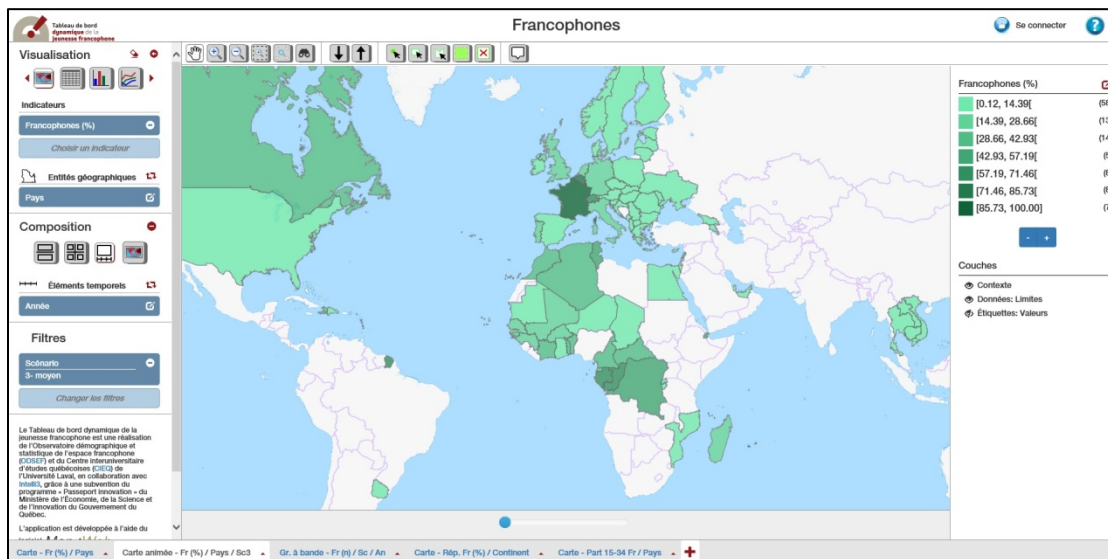 Tableau de bord
dynamique de la
jeunesse francophone
Francophones
Se connecter
?
Visualisation
Indicateurs
Francophones (%)
Choisir un indicateur
Entités géographiques
Pays
Composition
Éléments temporels
Année
Filtres
Scénario
3- moyen
Changer les filtres
Le Tableau de bord dynamique de la
jeunesse francophone est une réalisation
de l'Observatoire démographique et
statistique de l'espace francophone
(ODSEF) et du Centre interuniversitaire
d'études québécoises (CIEQ) de
l'Université Laval, en collaboration avec
Intelli3, grâce à une subvention du
programme « Passeport innovation » du
Ministère de l'Économie, de la Science et
de l'Innovation du Gouvernement du
Québec.
L'application est développée à l'aide du
Francophones (%)
[0.12, 14.39[
[14.39, 28.66[
[28.66, 42.93[
[42.93, 57.19[
[57.19, 71.46[
[71.46, 85.73[
[85.73, 100.00]
- +
Couches
Contexte
Données: Limites
Étiquettes: Valeurs
Carte - Fr (%) / Pays
Carte animée - Fr (%) / Pays / Sc3
Gr. à bande - Fr (n) / Sc / An
Carte - Rép. Fr (%) / Continent
Carte - Part 15-34 Fr / Pays